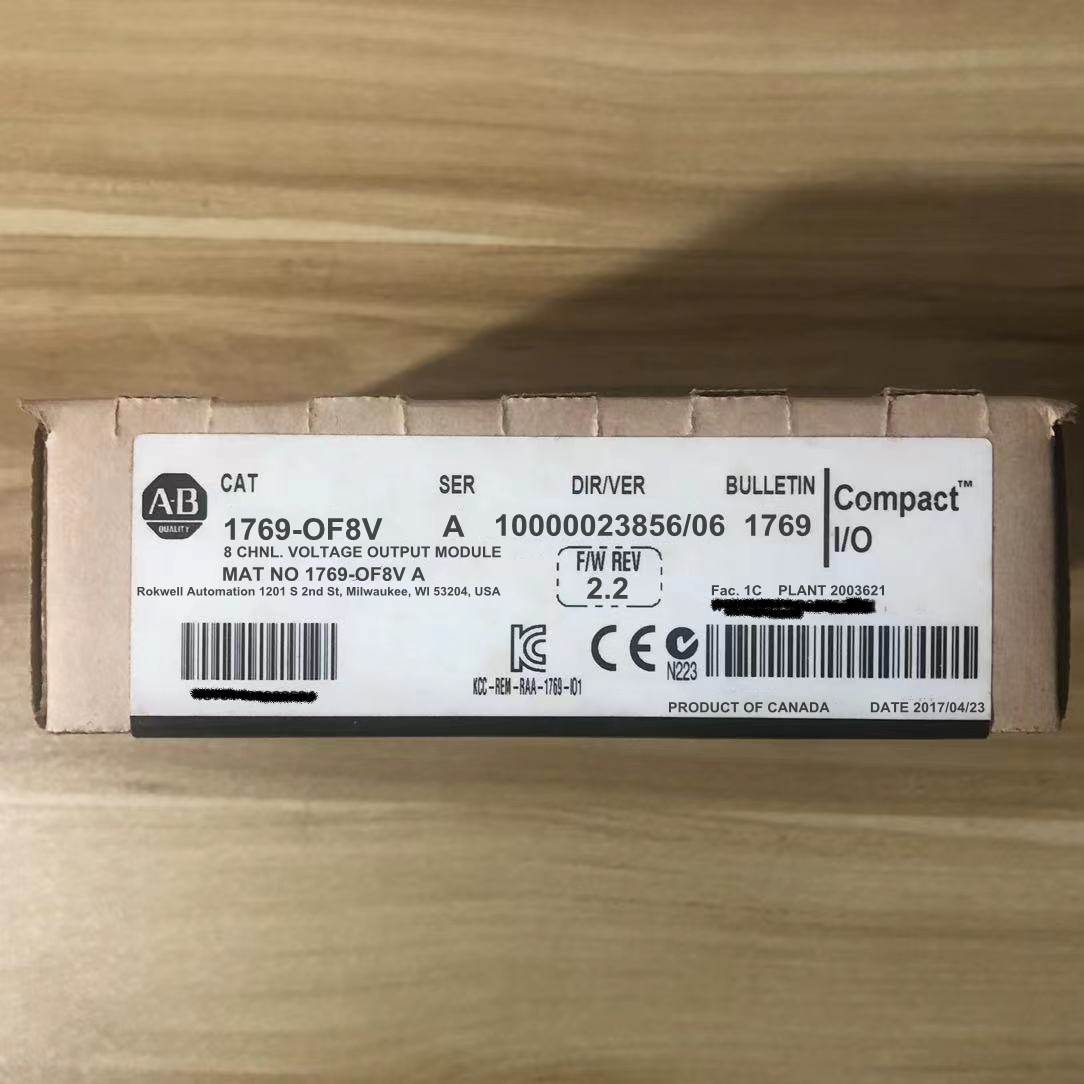 A-B
QUALITY
CAT SER DIR/VER BULLETIN
1769-OF8V A 10000023856/06 1769
Compact™
I/O
8 CHNL. VOLTAGE OUTPUT MODULE
MAT NO 1769-OF8V A
Rokwell Automation 1201 S 2nd St, Milwaukee, WI 53204, USA
F/W REV
2.2
Fac. 1C PLANT 2003621
KC
CE
N223
KCC-REM-RAA-1769-IO1
PRODUCT OF CANADA DATE 2017/04/23